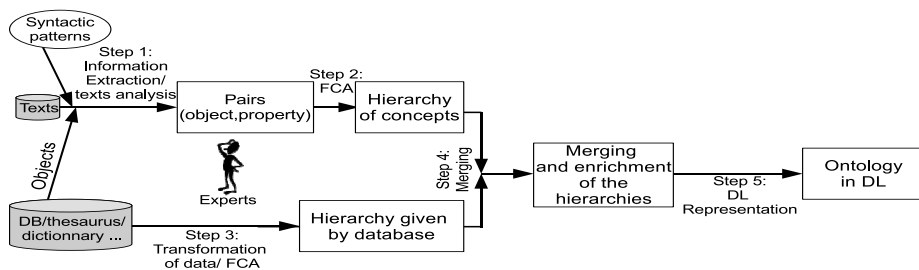 Syntactic
patterns
Step 1:
Information
Extraction/
texts analysis
Texts
Pairs
(object,property)
Step 2:
FCA
Hierarchy
of concepts
Objects
Experts
Step 4:
Merging
Merging
and enrichment
of the
hierarchies
Step 5:
DL
Representation
Ontology
in DL
DB/thesaurus/
dictionnary ...
Step 3:
Transformation
of data/ FCA
Hierarchy given
by database